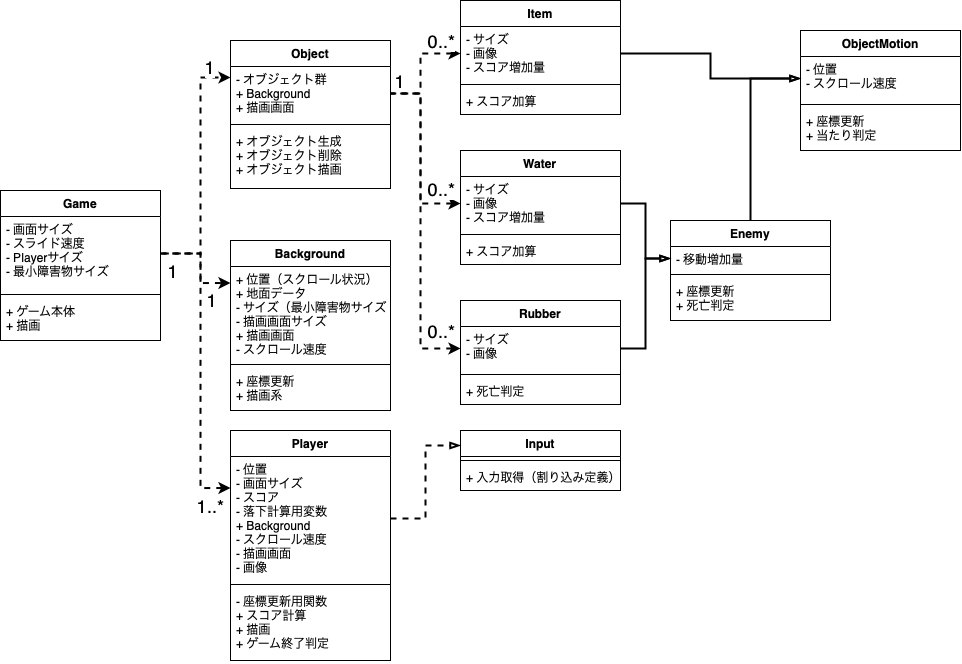 Game
- 画面サイズ
- スライド速度
- Playerサイズ
- 最小障害物サイズ
+ ゲーム本体
+ 描画
1
1
Object
- オブジェクト群
+ Background
+ 描画画面
+ オブジェクト生成
+ オブジェクト削除
+ オブジェクト描画
1
Background
+ 位置（スクロール状況）
+ 地面データ
- サイズ（最小障害物サイズ
- 描画画面サイズ
+ 描画画面
- スクロール速度
+ 座標更新
+ 描画系
1..*
Player
- 位置
- 画面サイズ
- スコア
- 落下計算用変数
+ Background
- スクロール速度
- 描画画面
- 画像
- 座標更新用関数
+ スコア計算
+ 描画
+ ゲーム終了判定
1
0..*
Item
- サイズ
- 画像
- スコア増加量
+ スコア加算
0..*
Water
- サイズ
- 画像
- スコア増加量
+ スコア加算
0..*
Rubber
- サイズ
- 画像
+ 死亡判定
Input
+ 入力取得（割り込み定義）
Enemy
- 移動増加量
+ 座標更新
+ 死亡判定
ObjectMotion
- 位置
- スクロール速度
+ 座標更新
+ 当たり判定